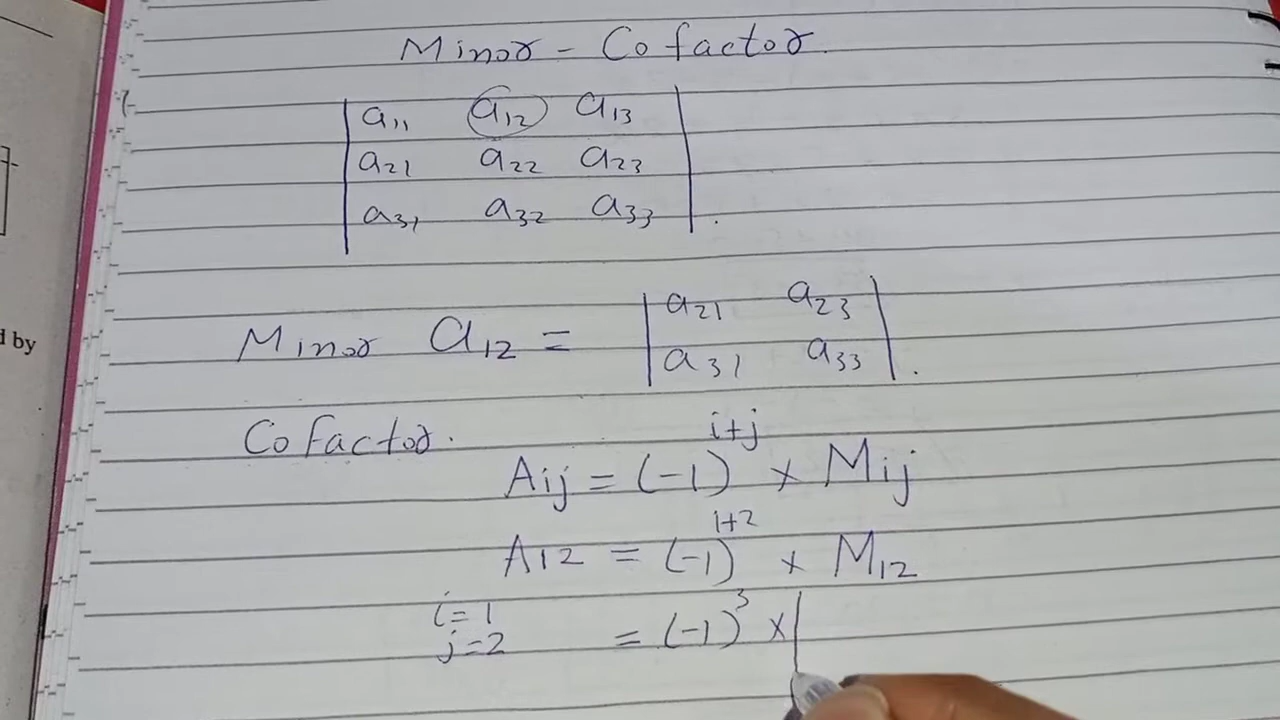 Minor - Cofactor.
a11 a12 a13
a21 a22 a23
a31 a32 a33
d by
Minor a12 = | a21 a23 |
| a31 a33 | .
Cofactor.
Aij = (-1)^i+j × Mij
A12 = (-1)^1+2 × M12
i=1
j=2 = (-1)^3 × |